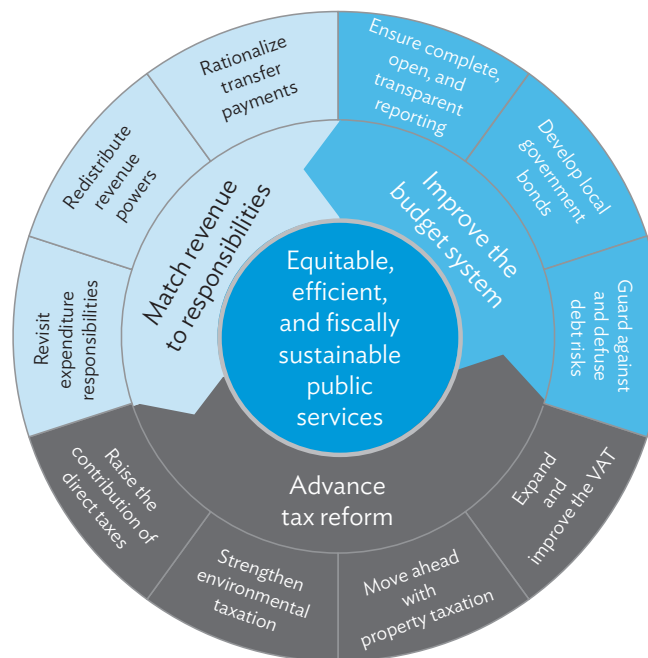 Rationalize
transfer
payments
Ensure complete,
open, and
transparent
reporting
Redistribute
revenue
powers
Develop local
government
bonds
Match revenue
to responsibilities
Improve the
budget system
Revisit
expenditure
responsibilities
Equitable,
efficient,
and fiscally
sustainable
public
services
Guard against
and defuse
debt risks
Raise the
contribution of
direct taxes
Advance
tax reform
Expand
and
improve the VAT
Strengthen
environmental
taxation
Move ahead
with
property taxation